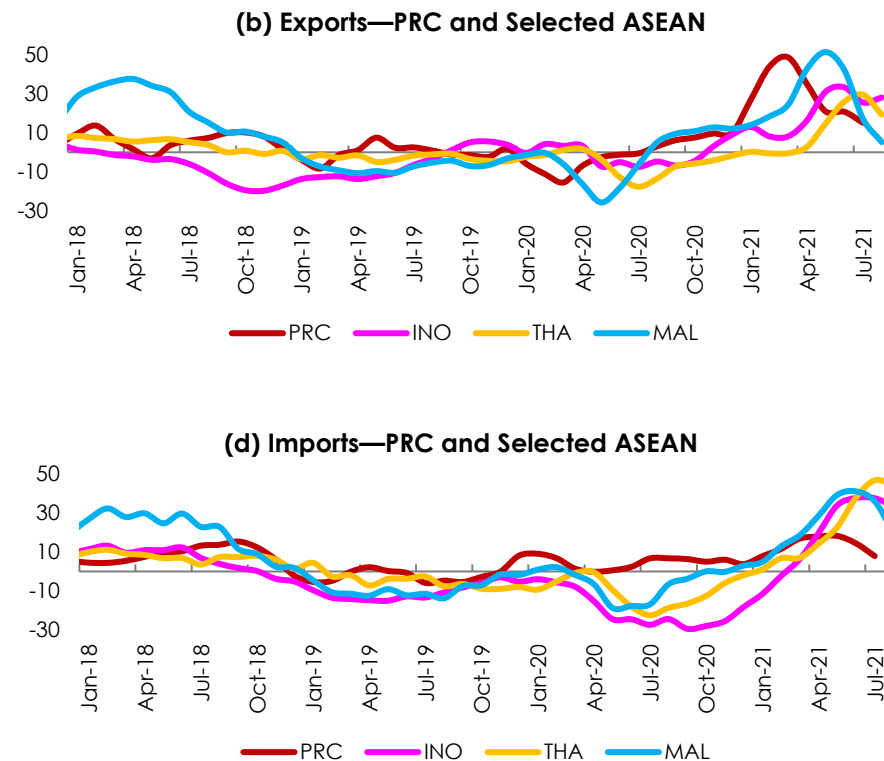 (b) Exports—PRC and Selected ASEAN
50
30
10
-10
-30
Jan-18
Apr-18
Jul-18
Oct-18
Jan-19
Apr-19
Jul-19
Oct-19
Jan-20
Apr-20
Jul-20
Oct-20
Jan-21
Apr-21
Jul-21
PRC INO THA MAL
(d) Imports—PRC and Selected ASEAN
50
30
10
-10
-30
Jan-18
Apr-18
Jul-18
Oct-18
Jan-19
Apr-19
Jul-19
Oct-19
Jan-20
Apr-20
Jul-20
Oct-20
Jan-21
Apr-21
Jul-21
PRC INO THA MAL